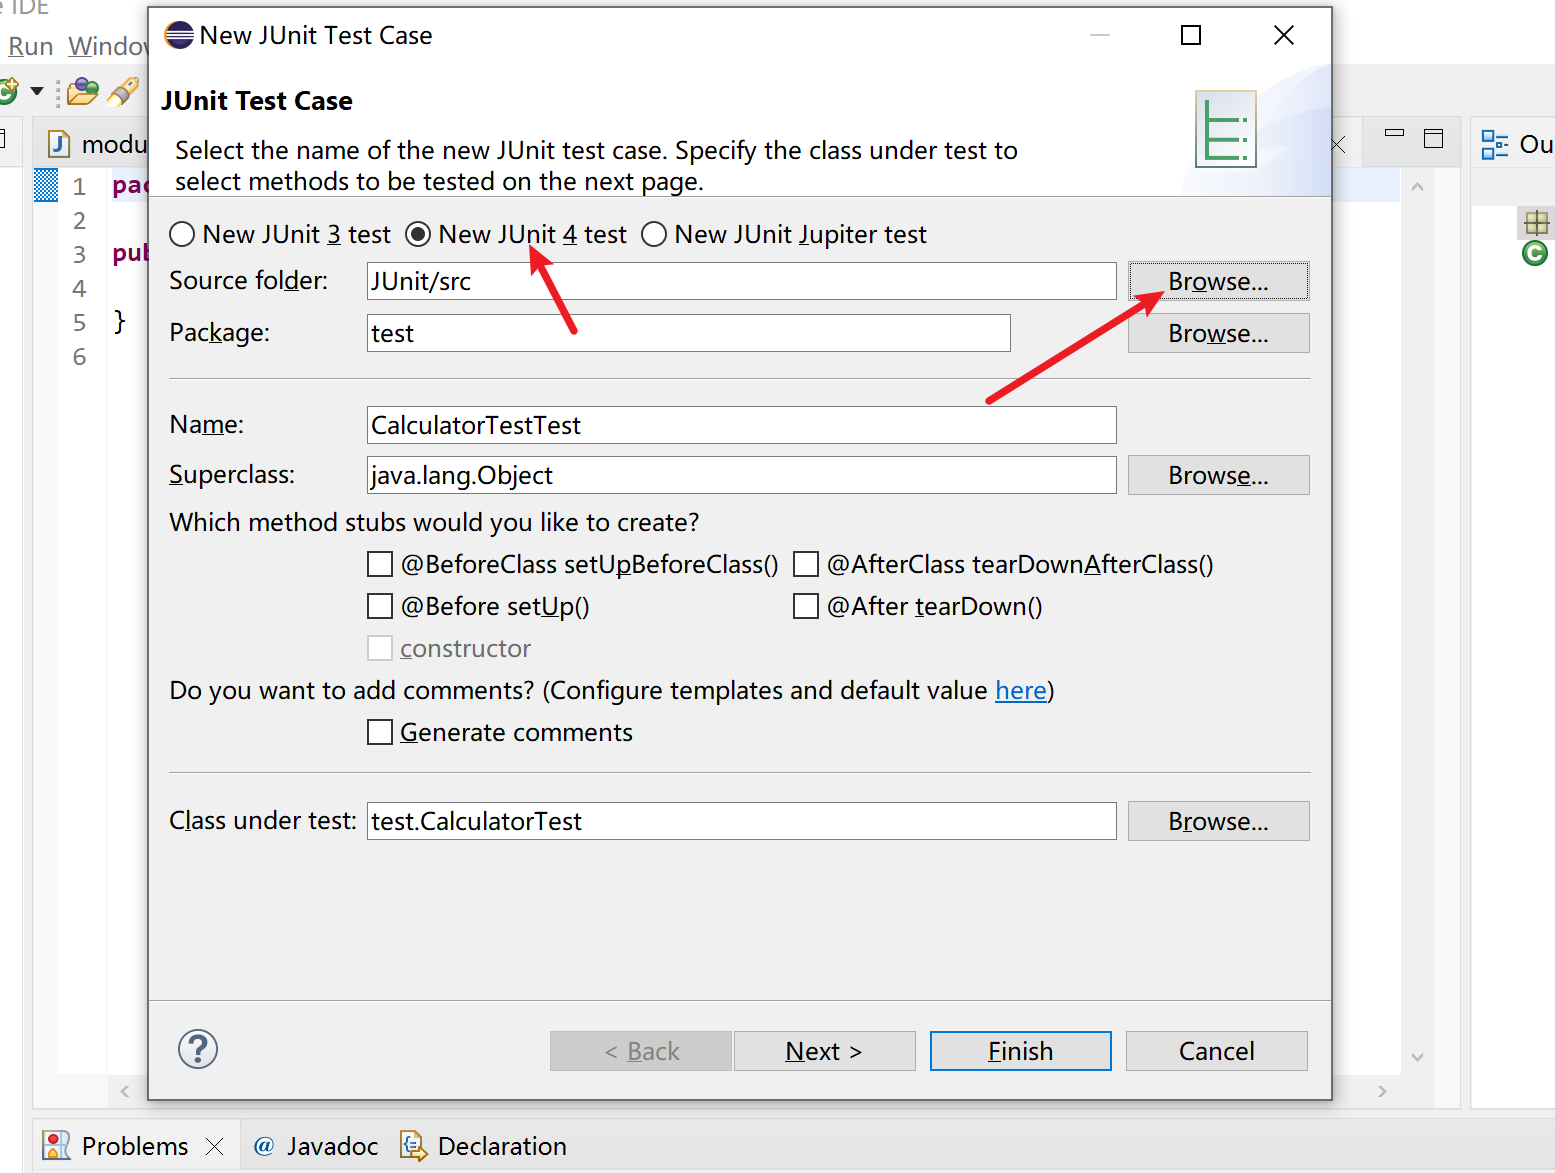 IDE
Run Window
New JUnit Test Case
JUnit Test Case
Select the name of the new JUnit test case. Specify the class under test to
select methods to be tested on the next page.
modu
Ou
1 pac
2
3 pub
4
5 }
6
New JUnit 3 test New JUnit 4 test New JUnit Jupiter test
Source folder: JUnit/src Browse...
Package: test Browse...
Name: CalculatorTestTest
Superclass: java.lang.Object Browse...
Which method stubs would you like to create?
@BeforeClass setUpBeforeClass() @AfterClass tearDownAfterClass()
@Before setUp() @After tearDown()
constructor
Do you want to add comments? (Configure templates and default value here)
Generate comments
Class under test: test.CalculatorTest Browse...
? < Back Next > Finish Cancel
Problems @ Javadoc Declaration